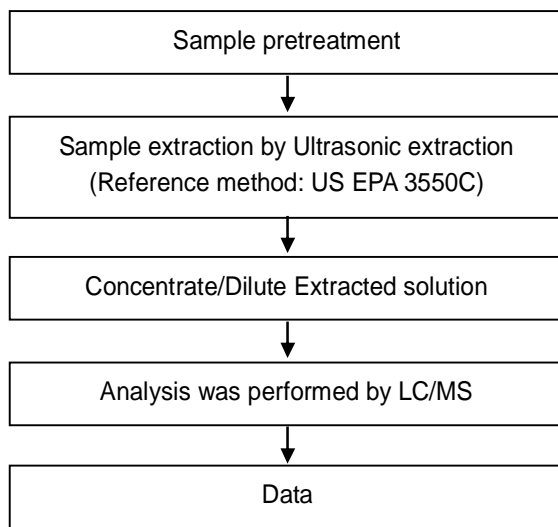 Sample pretreatment
Sample extraction by Ultrasonic extraction
(Reference method: US EPA 3550C)
Concentrate/Dilute Extracted solution
Analysis was performed by LC/MS
Data